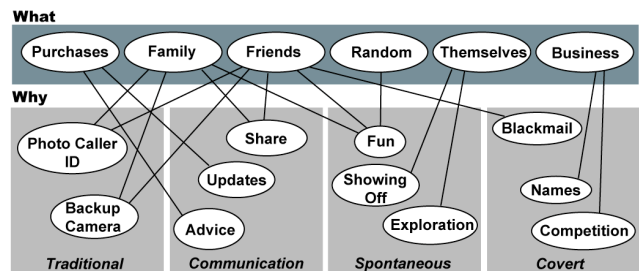 What
Purchases Family Friends Random Themselves Business
Why
Photo Caller
ID
Backup
Camera
Traditional
Share
Updates
Advice
Communication
Fun
Showing
Off
Exploration
Spontaneous
Blackmail
Names
Competition
Covert